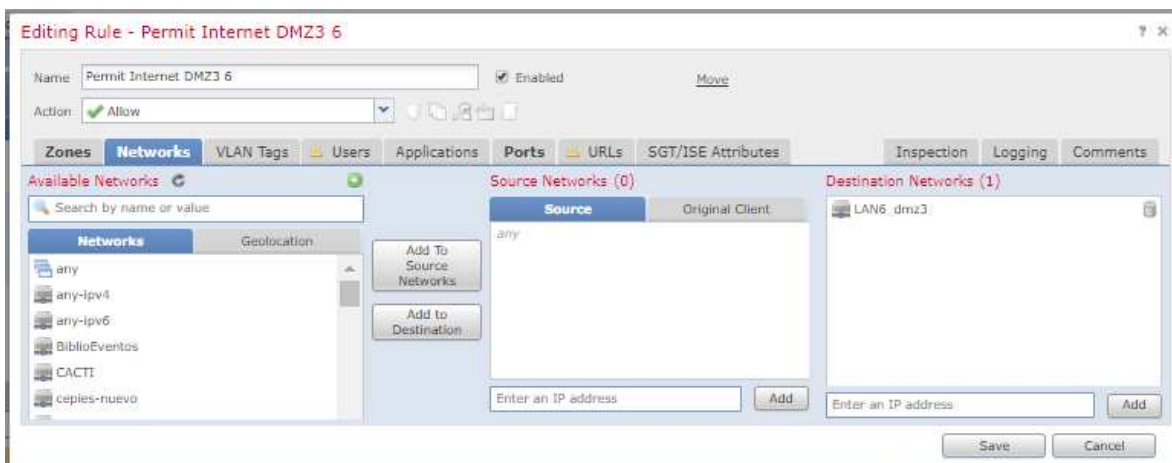 Editing Rule - Permit Internet DMZ3 6
Name Permit Internet DMZ3 6 Enabled Move
Action Allow
Zones Networks VLAN Tags Users Applications Ports URLs SGT/ISE Attributes Inspection Logging Comments
Available Networks Source Networks (0) Destination Networks (1)
Search by name or value
Networks Geolocation
Source Original Client
LAN6_dmz3
any
any
any-ipv4
any-ipv6
BiblioEventos
CACTI
cepies-nuevo
Add To
Source
Networks
Add to
Destination
Enter an IP address Add
Enter an IP address Add
Save Cancel